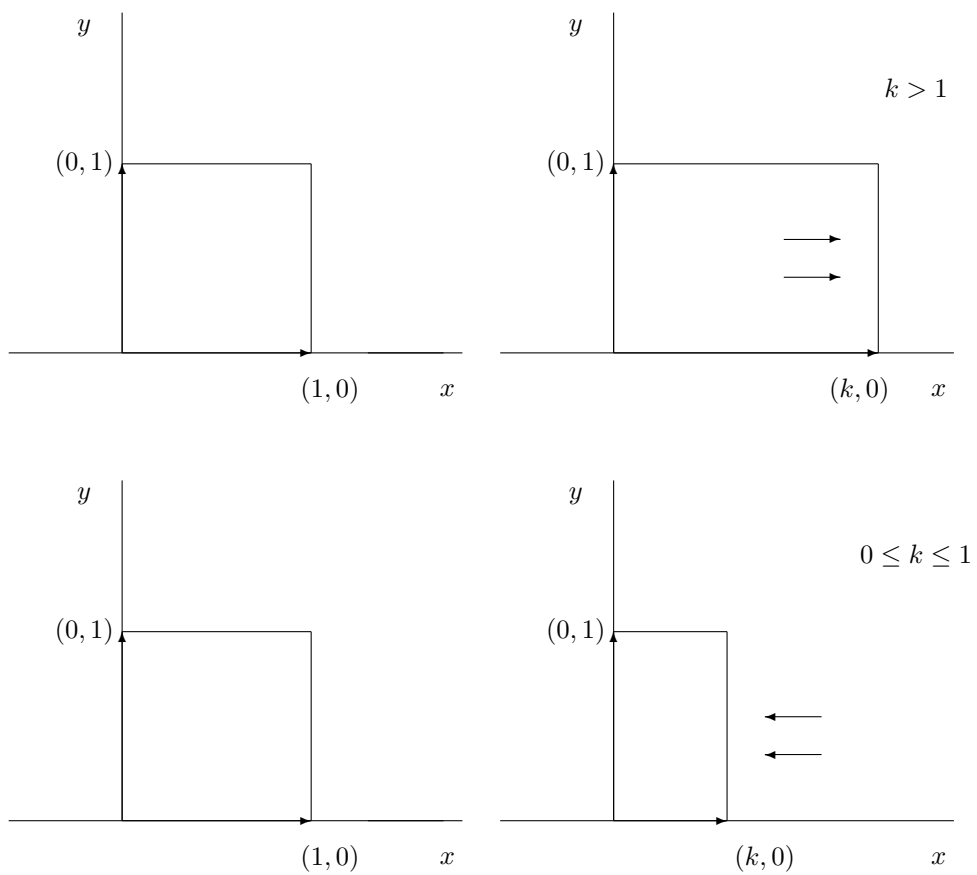 y
y
k > 1
(0, 1)
(0, 1)
(1, 0)
x
(k, 0)
x
y
y
0 ≤ k ≤ 1
(0, 1)
(0, 1)
(1, 0)
x
(k, 0)
x